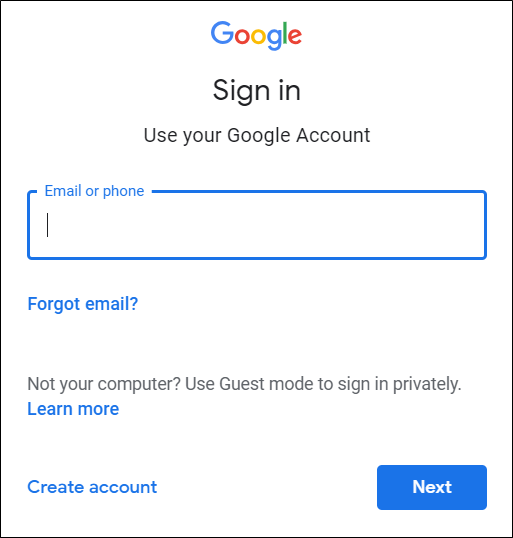 Google
Sign in
Use your Google Account
Email or phone
Forgot email?
Not your computer? Use Guest mode to sign in privately.
Learn more
Create account
Next